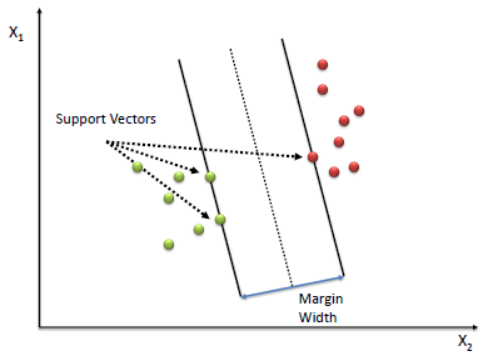 X1
Support Vectors
Margin
Width
X2